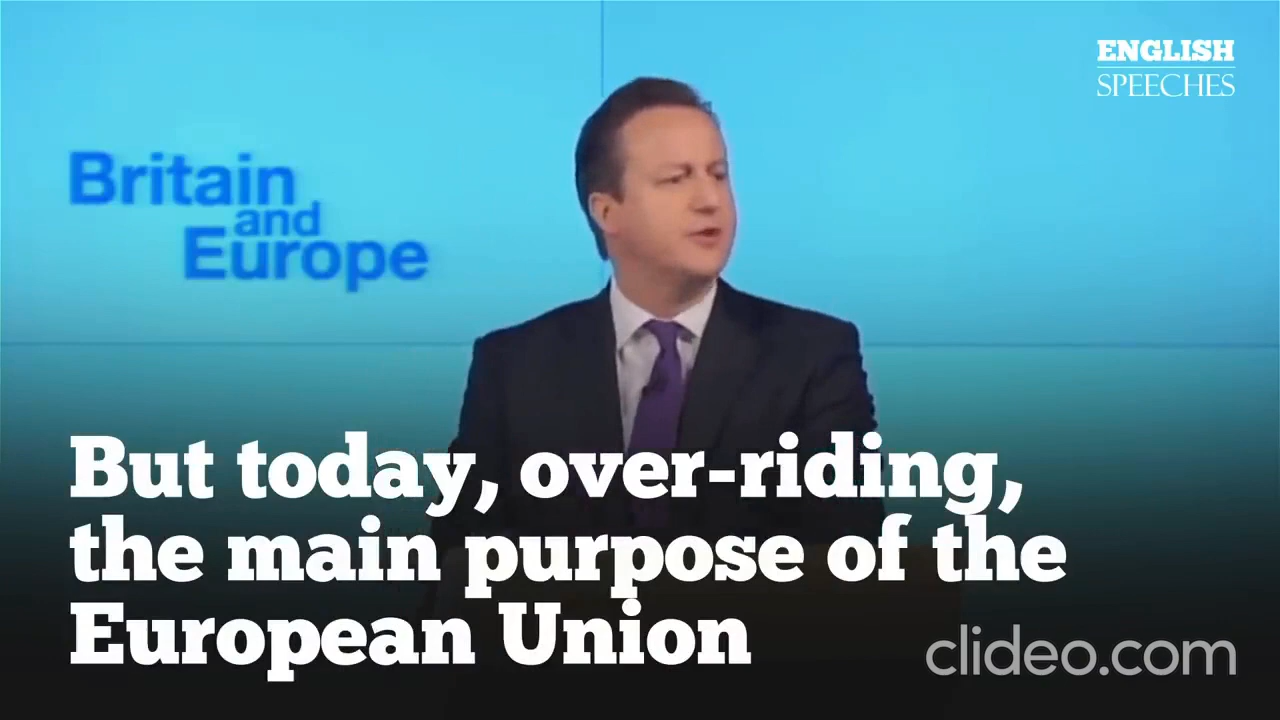 ENGLISH
SPEECHES
Britain
and
Europe
But today, over-riding,
the main purpose of the
European Union
clideo.com